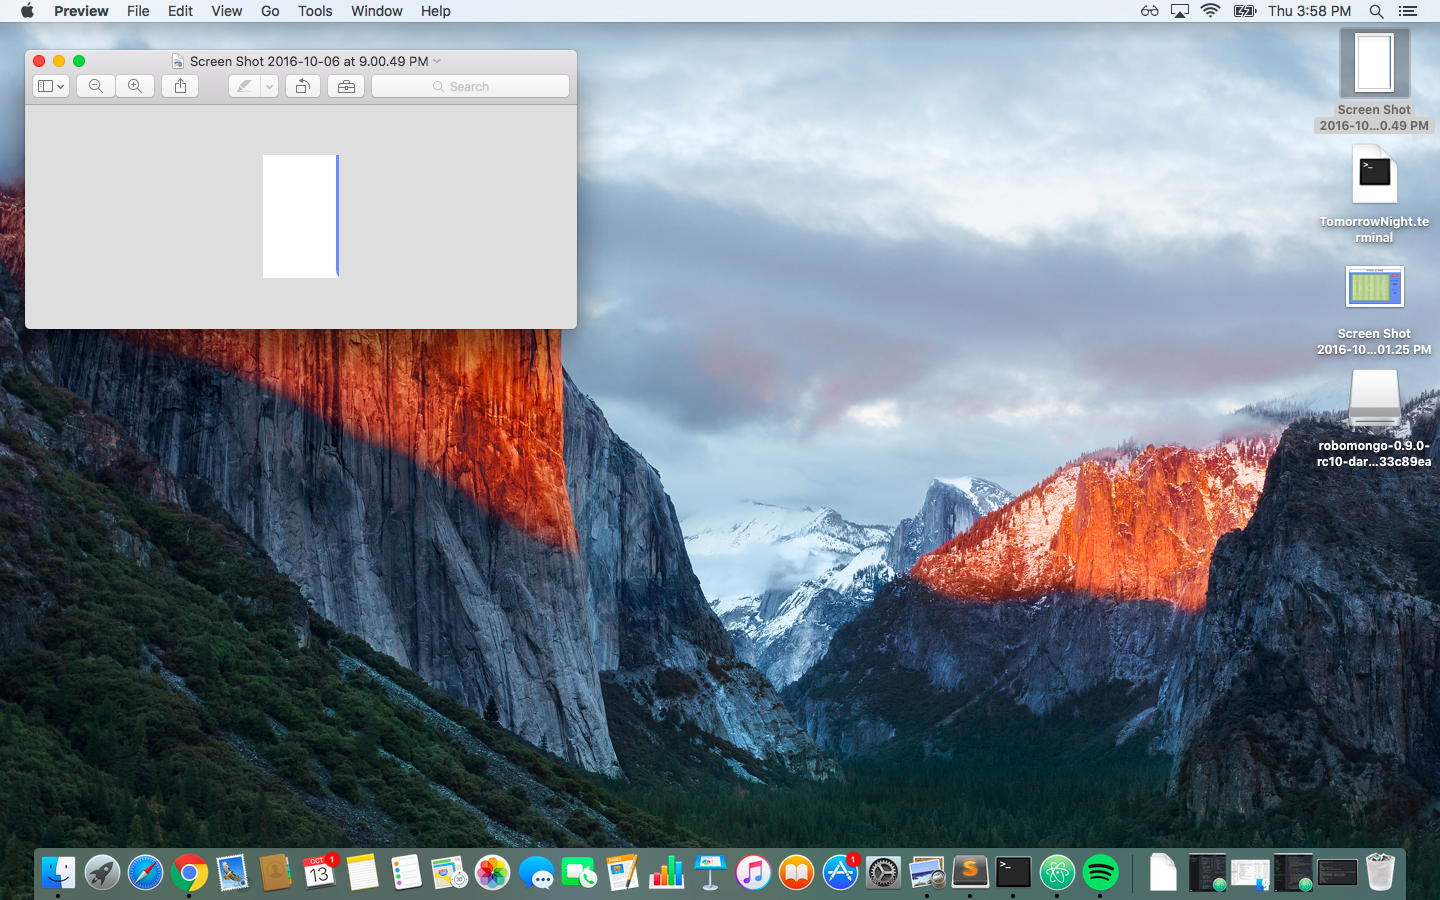 Preview File Edit View Go Tools Window Help Thu 3:58 PM
Screen Shot 2016-10-06 at 9.00.49 PM
Search
Screen Shot
2016-10...0.49 PM
>_
TomorrowNight.te
rminal
Screen Shot
2016-10...01.25 PM
robomongo-0.9.0-
rc10-dar...33c89ea
OCT
13
1
1
S
>_